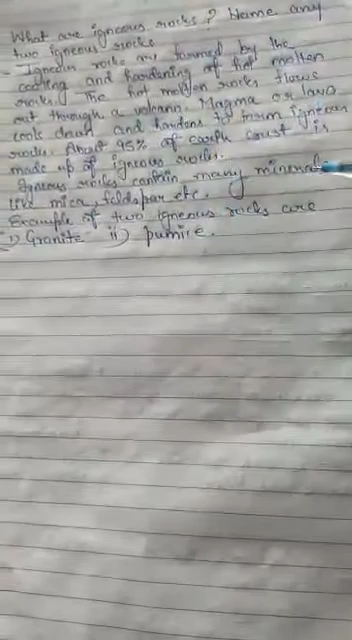 What are igneous rocks? Name any
two igneous rocks
- Igneous rocks are formed by the
cooling and hardening of hot molten
rocks. The hot molten rocks flows
out through a volcano. Magma or lava
cools down and hardens to form igneous
rocks. About 95% of earth crust is
made up of igneous rocks.
Igneous rocks contain many minerals
like mica, feldspar etc.
Example of two igneous rocks are
i) Granite ii) pumice.